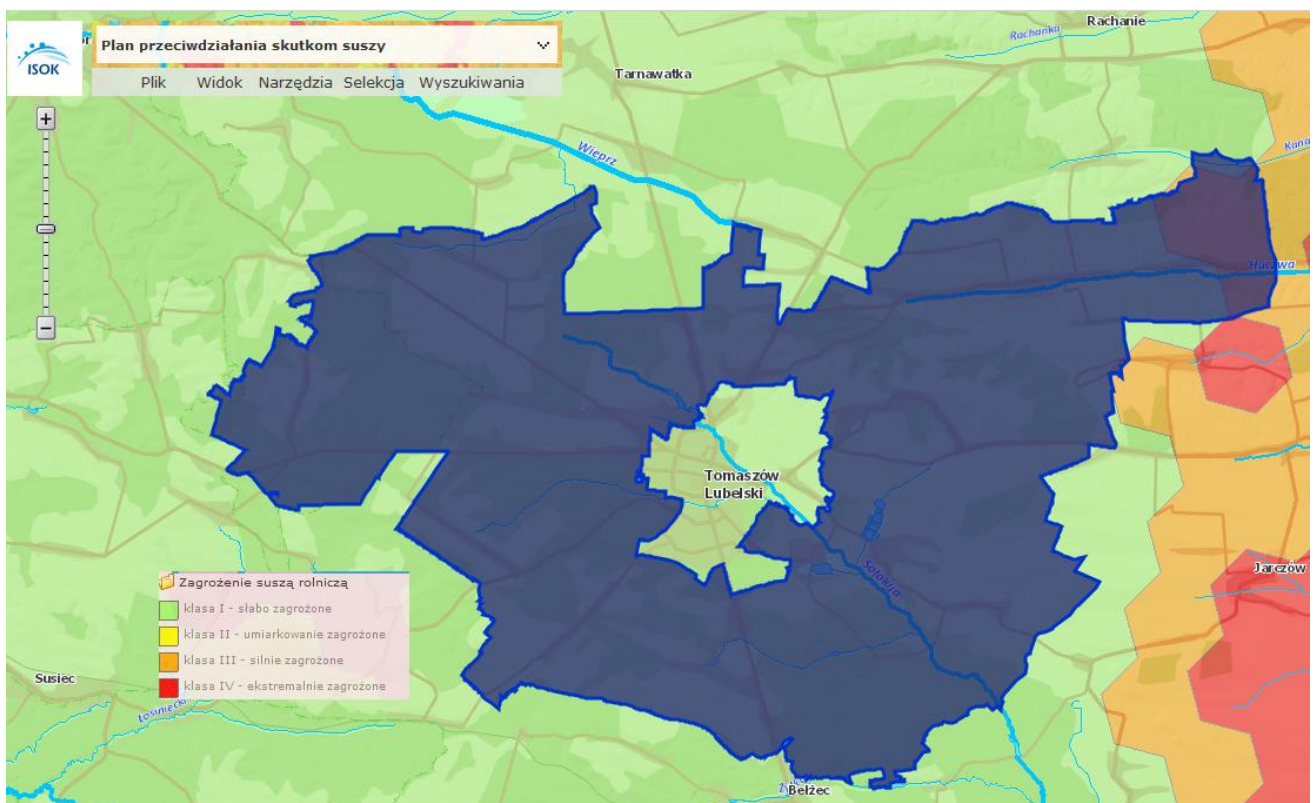 Rachanie
Rachanka
ISOK
Plan przeciwdziałania skutkom suszy
Plik Widok Narzędzia Selekcja Wyszukiwania
Tarnawatka
Wieprz
Kana
Huczwa
Tomaszów
Lubelski
Sołokija
Jarczów
Zagrożenie suszą rolniczą
klasa I - słabo zagrożone
klasa II - umiarkowanie zagrożone
klasa III - silnie zagrożone
klasa IV - ekstremalnie zagrożone
Susiec
Łosiniecki
Bełżec